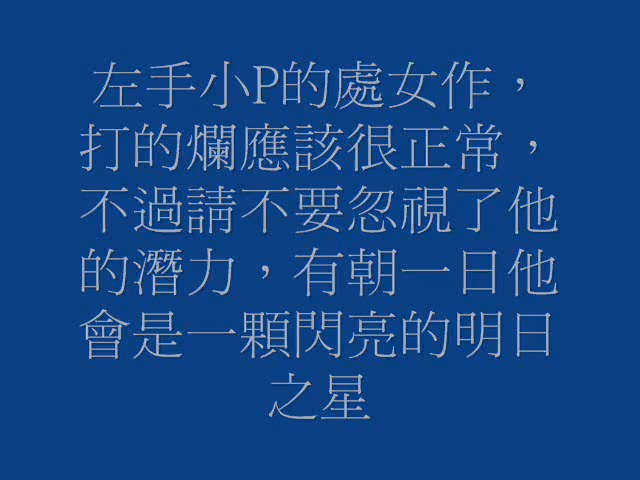 左手小P的處女作，
打的爛應該很正常，
不過請不要忽視了他
的潛力，有朝一日他
會是一顆閃亮的明日
之星